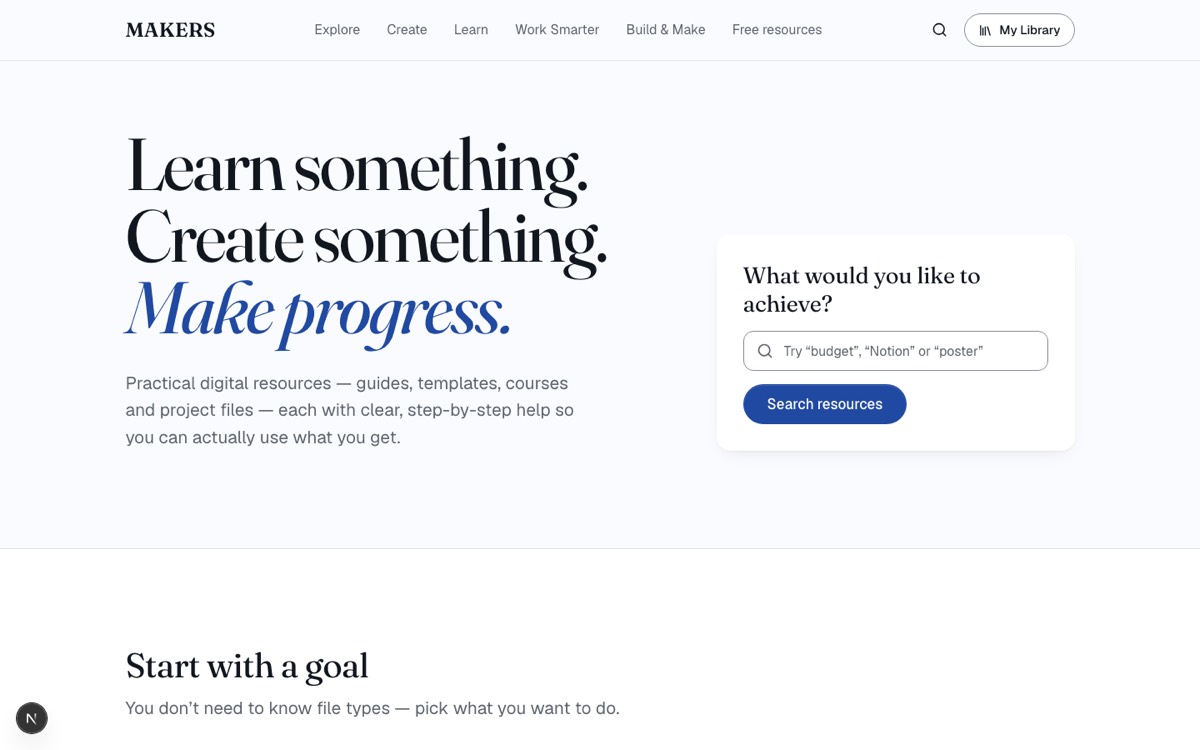 MAKERS
Explore
Create
Learn
Work Smarter
Build & Make
Free resources
My Library
Learn something.
Create something.
Make progress.
Practical digital resources — guides, templates, courses
and project files — each with clear, step-by-step help so
you can actually use what you get.
What would you like to
achieve?
Try “budget”, “Notion” or “poster”
Search resources
Start with a goal
You don’t need to know file types — pick what you want to do.
N